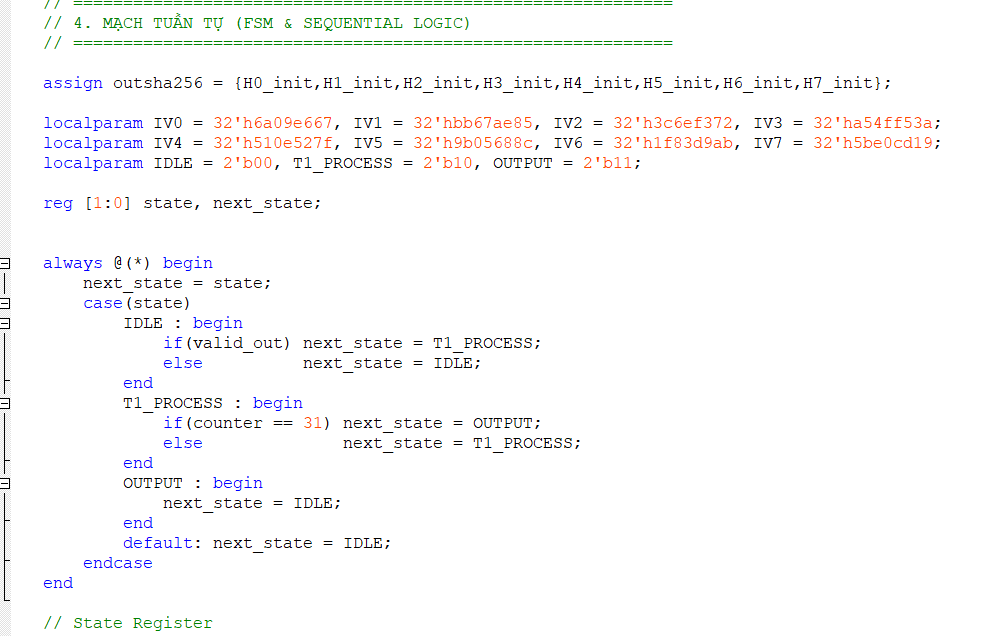 // ============================================================
// 4. MẠCH TUẦN TỰ (FSM & SEQUENTIAL LOGIC)
// ============================================================
assign outsha256 = {H0_init,H1_init,H2_init,H3_init,H4_init,H5_init,H6_init,H7_init};
localparam IV0 = 32'h6a09e667, IV1 = 32'hbb67ae85, IV2 = 32'h3c6ef372, IV3 = 32'ha54ff53a;
localparam IV4 = 32'h510e527f, IV5 = 32'h9b05688c, IV6 = 32'h1f83d9ab, IV7 = 32'h5be0cd19;
localparam IDLE = 2'b00, T1_PROCESS = 2'b10, OUTPUT = 2'b11;
reg [1:0] state, next_state;
always @(*) begin
    next_state = state;
    case(state)
        IDLE : begin
            if(valid_out) next_state = T1_PROCESS;
            else          next_state = IDLE;
        end
        T1_PROCESS : begin
            if(counter == 31) next_state = OUTPUT;
            else              next_state = T1_PROCESS;
        end
        OUTPUT : begin
            next_state = IDLE;
        end
        default: next_state = IDLE;
    endcase
end
// State Register